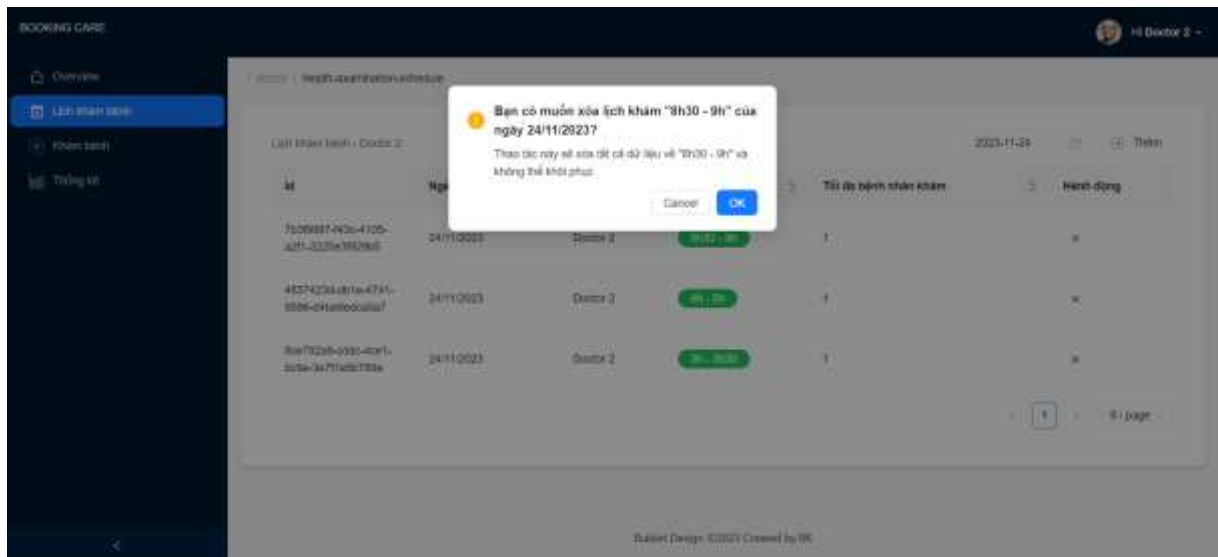 BOOKING CARE
Hi Doctor 2
Overview
Home / health-examination-schedule
Lịch khám bệnh
Bạn có muốn xóa lịch khám "8h30 - 9h" của
ngày 24/11/2023?
Lịch khám bệnh - Doctor 2
2023-11-24
Thêm
Khám bệnh
Thao tác này sẽ xóa tất cả dữ liệu về "8h30 - 9h" và
không thể khôi phục
Thống kê
Id
Tối đa bệnh nhân khám
Hành động
Cancel
OK
24/11/2023
Doctor 2
8h30 - 9h
1
24/11/2023
Doctor 2
1
24/11/2023
Doctor 2
1
1
/ page
Design ©2023 Created by